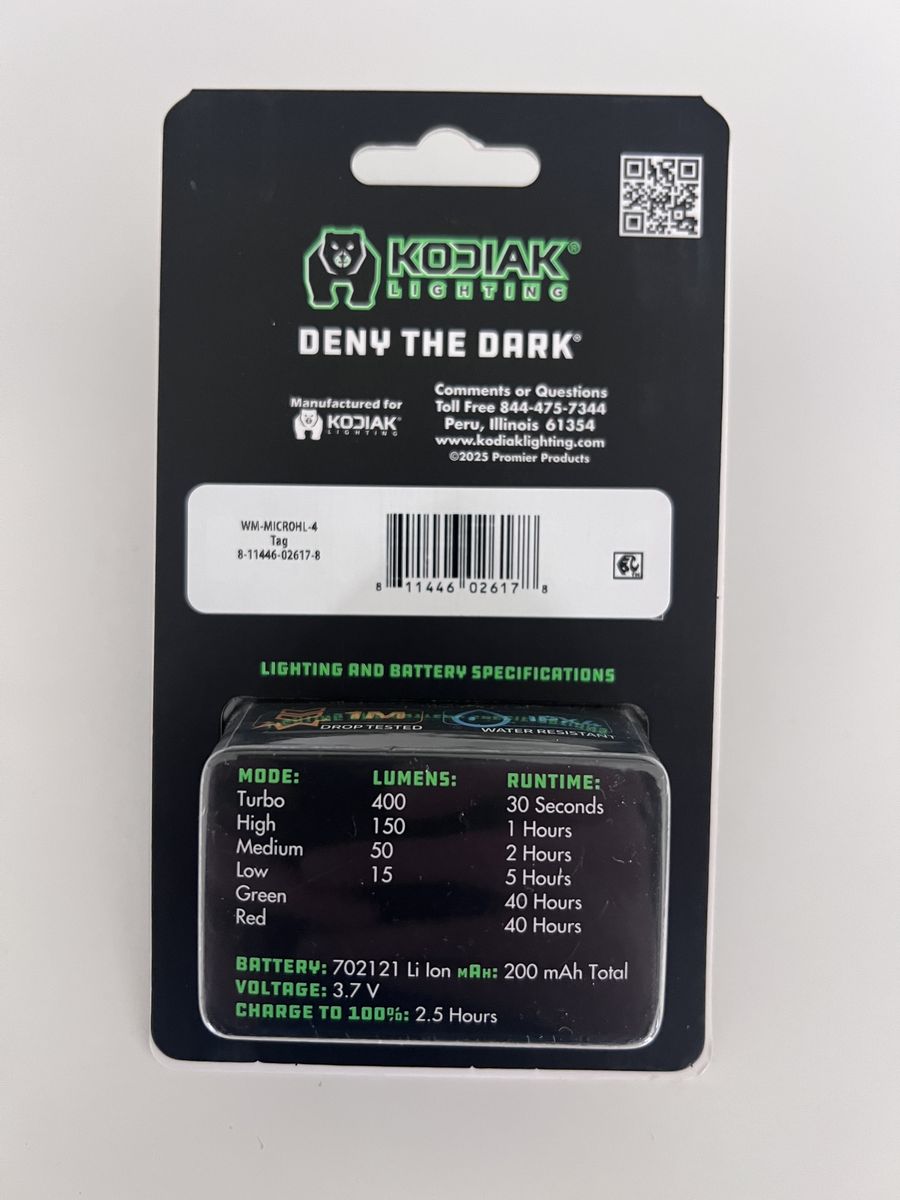 KODIAK®
LIGHTING
DENY THE DARK®
Manufactured for
KODIAK®
LIGHTING
Comments or Questions
Toll Free 844-475-7344
Peru, Illinois 61354
www.kodiaklighting.com
©2025 Promier Products
WM-MICROHL-4
Tag
8-11446-02617-8
8 11446 02617 8
LIGHTING AND BATTERY SPECIFICATIONS
1M
DROP TESTED
WATER RESISTANT
MODE: LUMENS: RUNTIME:
Turbo 400 30 Seconds
High 150 1 Hours
Medium 50 2 Hours
Low 15 5 Hours
Green 40 Hours
Red 40 Hours
BATTERY: 702121 Li Ion mAh: 200 mAh Total
VOLTAGE: 3.7 V
CHARGE TO 100%: 2.5 Hours